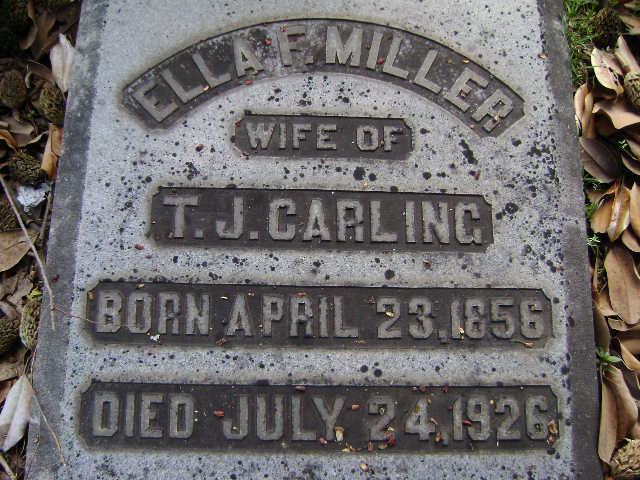 ELLA F. MILLER
WIFE OF
T. J. CARLING
BORN APRIL 23, 1856
DIED JULY 24, 1926